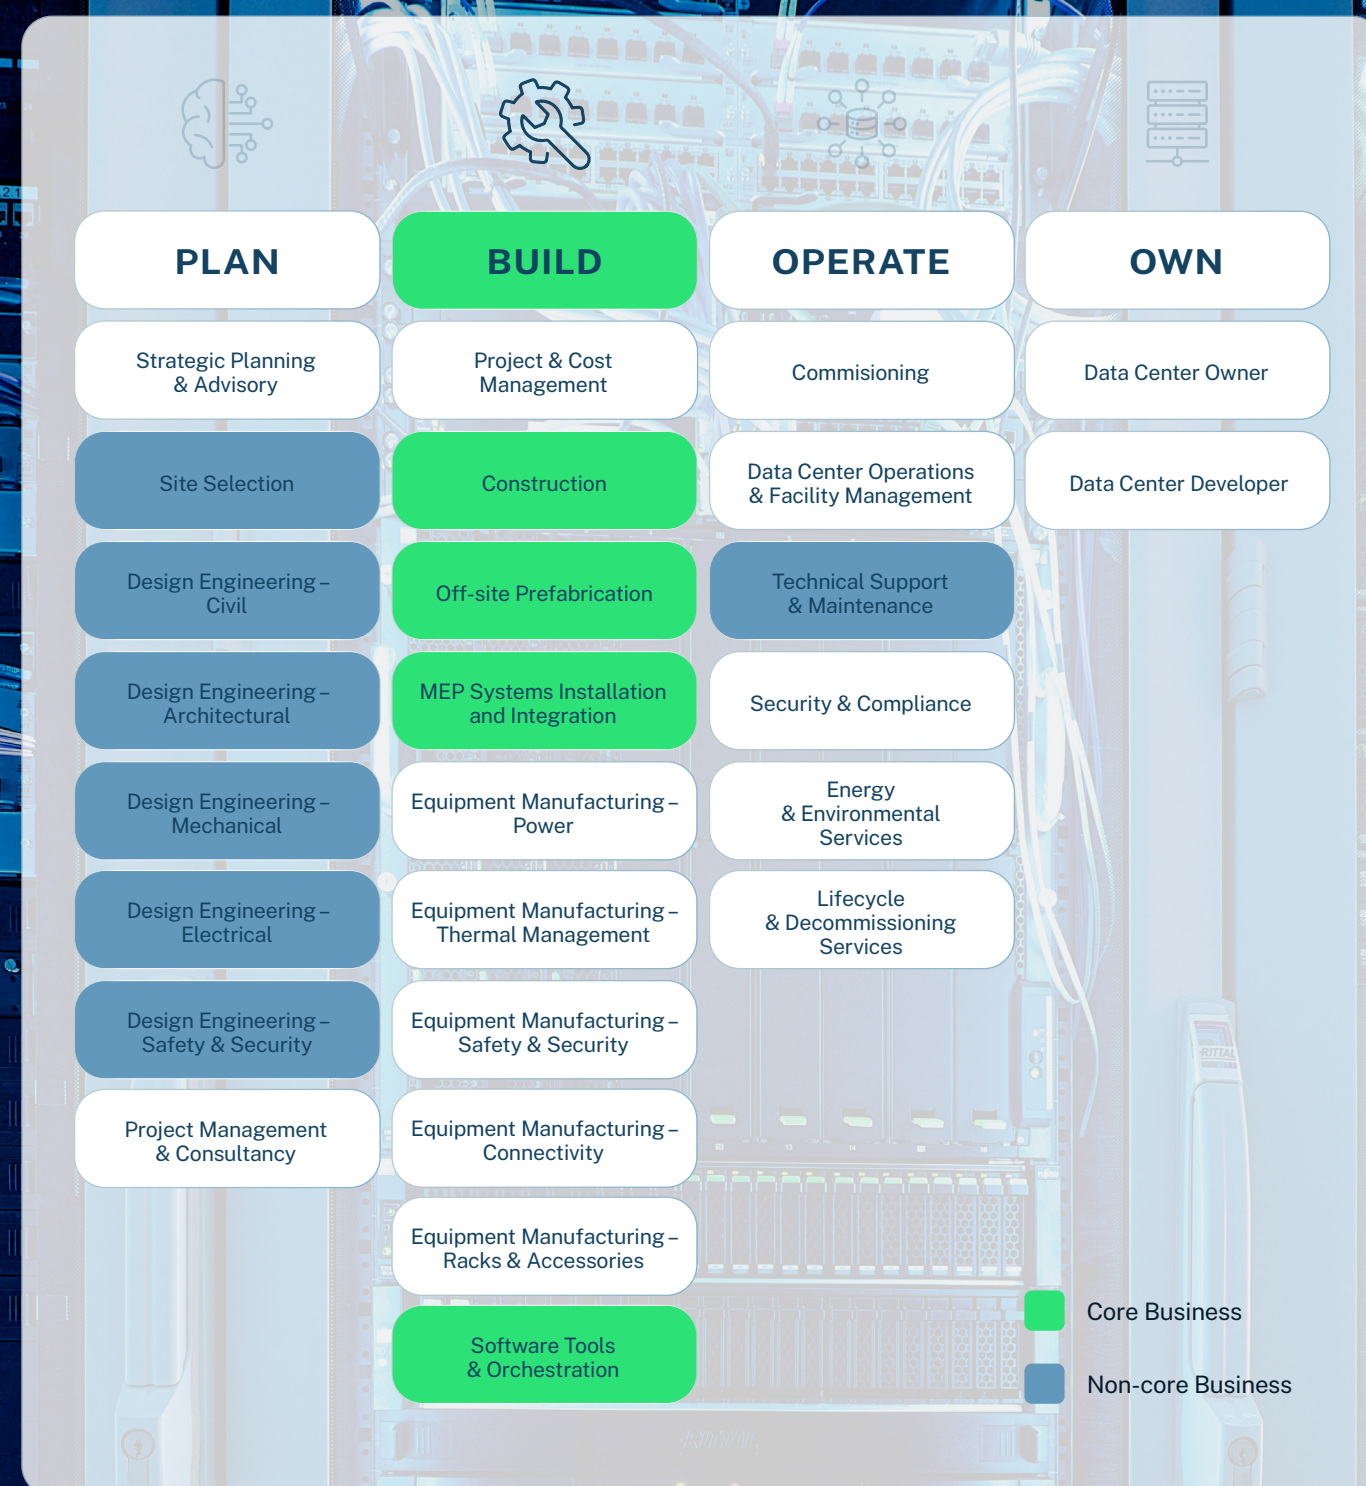 PLAN
BUILD
OPERATE
OWN
Strategic Planning
& Advisory
Project & Cost
Management
Commisioning
Data Center Owner
Site Selection
Construction
Data Center Operations
& Facility Management
Data Center Developer
Design Engineering –
Civil
Off-site Prefabrication
Technical Support
& Maintenance
Design Engineering –
Architectural
MEP Systems Installation
and Integration
Security & Compliance
Design Engineering –
Mechanical
Equipment Manufacturing –
Power
Energy
& Environmental
Services
Design Engineering –
Electrical
Equipment Manufacturing –
Thermal Management
Lifecycle
& Decommissioning
Services
Design Engineering –
Safety & Security
Equipment Manufacturing –
Safety & Security
RITTAL
Project Management
& Consultancy
Equipment Manufacturing –
Connectivity
Equipment Manufacturing –
Racks & Accessories
Software Tools
& Orchestration
Core Business
Non-core Business